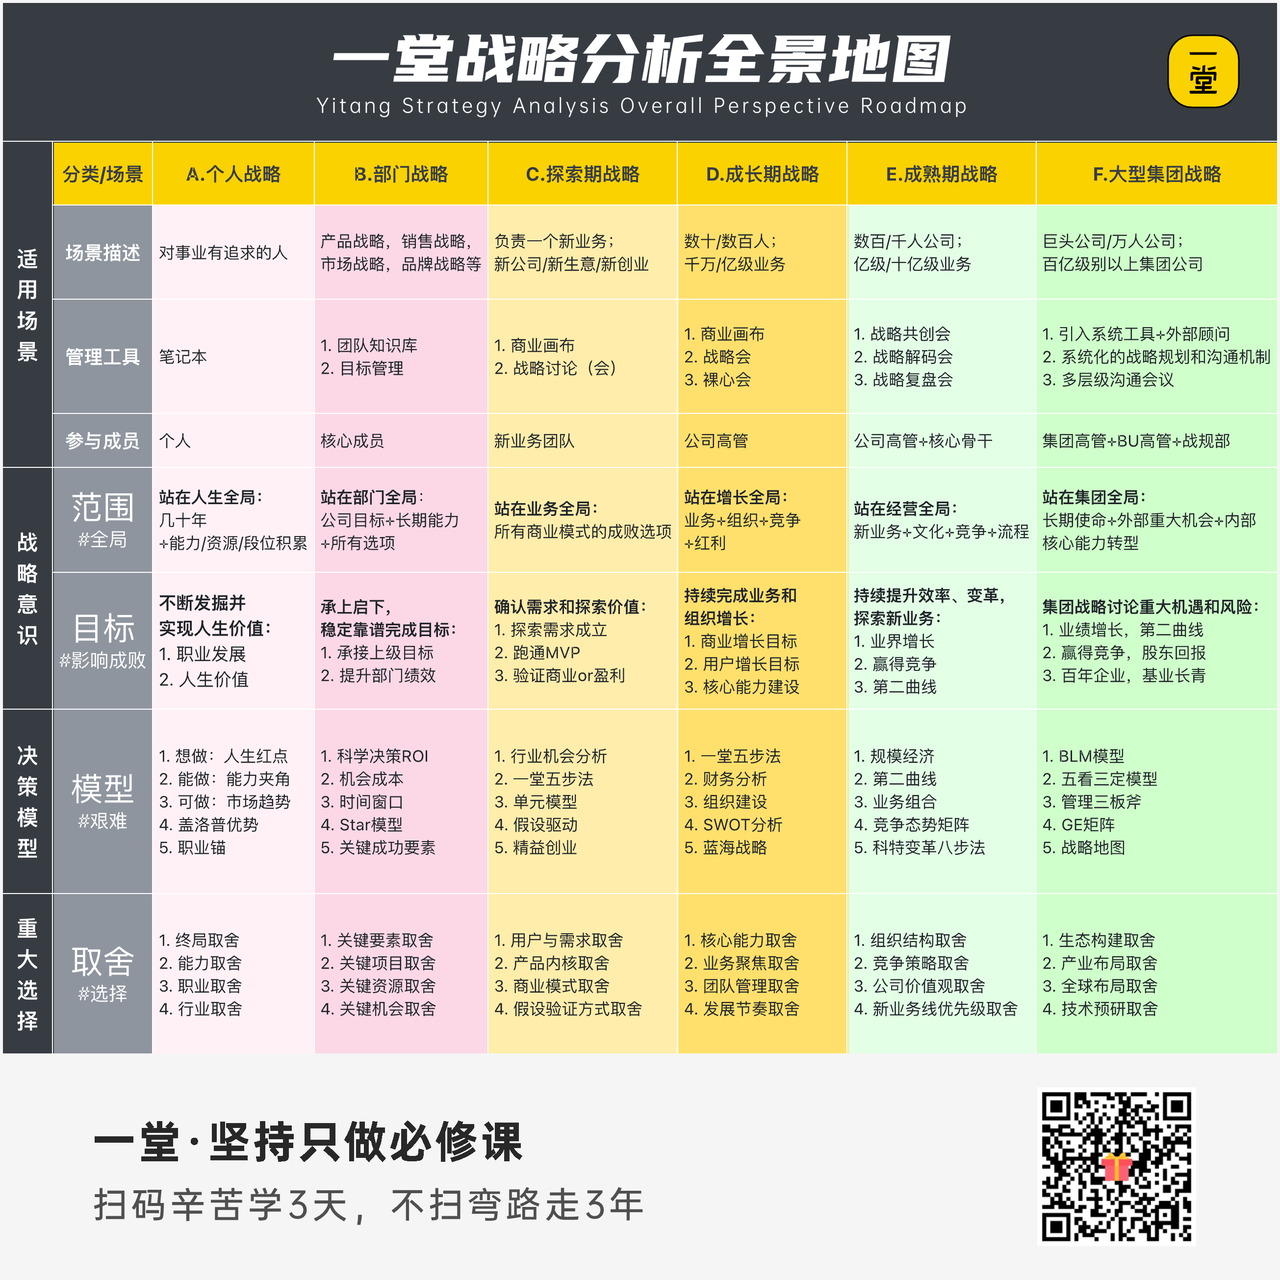 一堂战略分析全景地图
Yitang Strategy Analysis Overall Perspective Roadmap
一堂
适用场景
分类/场景
A.个人战略
B.部门战略
C.探索期战略
D.成长期战略
E.成熟期战略
F.大型集团战略
场景描述
对事业有追求的人
产品战略，销售战略，
市场战略，品牌战略等
负责一个新业务；
新公司/新生意/新创业
数十/数百人；
千万/亿级业务
数百/千人公司；
亿级/十亿级业务
巨头公司/万人公司；
百亿级别以上集团公司
管理工具
笔记本
1. 团队知识库
2. 目标管理
1. 商业画布
2. 战略讨论（会）
1. 商业画布
2. 战略会
3. 裸心会
1. 战略共创会
2. 战略解码会
3. 战略复盘会
1. 引入系统工具+外部顾问
2. 系统化的战略规划和沟通机制
3. 多层级沟通会议
参与成员
个人
核心成员
新业务团队
公司高管
公司高管+核心骨干
集团高管+BU高管+战规部
战略意识
范围
#全局
站在人生全局：
几十年
+能力/资源/段位积累
站在部门全局：
公司目标+长期能力
+所有选项
站在业务全局：
所有商业模式的成败选项
站在增长全局：
业务+组织+竞争
+红利
站在经营全局：
新业务+文化+竞争+流程
站在集团全局：
长期使命+外部重大机会+内部
核心能力转型
目标
#影响成败
不断发掘并
实现人生价值：
1. 职业发展
2. 人生价值
承上启下，
稳定靠谱完成目标：
1. 承接上级目标
2. 提升部门绩效
确认需求和探索价值：
1. 探索需求成立
2. 跑通MVP
3. 验证商业or盈利
持续完成业务和
组织增长：
1. 商业增长目标
2. 用户增长目标
3. 核心能力建设
持续提升效率、变革，
探索新业务：
1. 业界增长
2. 赢得竞争
3. 第二曲线
集团战略讨论重大机遇和风险：
1. 业绩增长，第二曲线
2. 赢得竞争，股东回报
3. 百年企业，基业长青
决策模型
模型
#艰难
1. 想做：人生红点
2. 能做：能力夹角
3. 可做：市场趋势
4. 盖洛普优势
5. 职业锚
1. 科学决策ROI
2. 机会成本
3. 时间窗口
4. Star模型
5. 关键成功要素
1. 行业机会分析
2. 一堂五步法
3. 单元模型
4. 假设驱动
5. 精益创业
1. 一堂五步法
2. 财务分析
3. 组织建设
4. SWOT分析
5. 蓝海战略
1. 规模经济
2. 第二曲线
3. 业务组合
4. 竞争态势矩阵
5. 科特变革八步法
1. BLM模型
2. 五看三定模型
3. 管理三板斧
4. GE矩阵
5. 战略地图
重大选择
取舍
#选择
1. 终局取舍
2. 能力取舍
3. 职业取舍
4. 行业取舍
1. 关键要素取舍
2. 关键项目取舍
3. 关键资源取舍
4. 关键机会取舍
1. 用户与需求取舍
2. 产品内核取舍
3. 商业模式取舍
4. 假设验证方式取舍
1. 核心能力取舍
2. 业务聚焦取舍
3. 团队管理取舍
4. 发展节奏取舍
1. 组织结构取舍
2. 竞争策略取舍
3. 公司价值观取舍
4. 新业务线优先级取舍
1. 生态构建取舍
2. 产业布局取舍
3. 全球布局取舍
4. 技术预研取舍
一堂·坚持只做必修课
扫码辛苦学3天，不扫弯路走3年